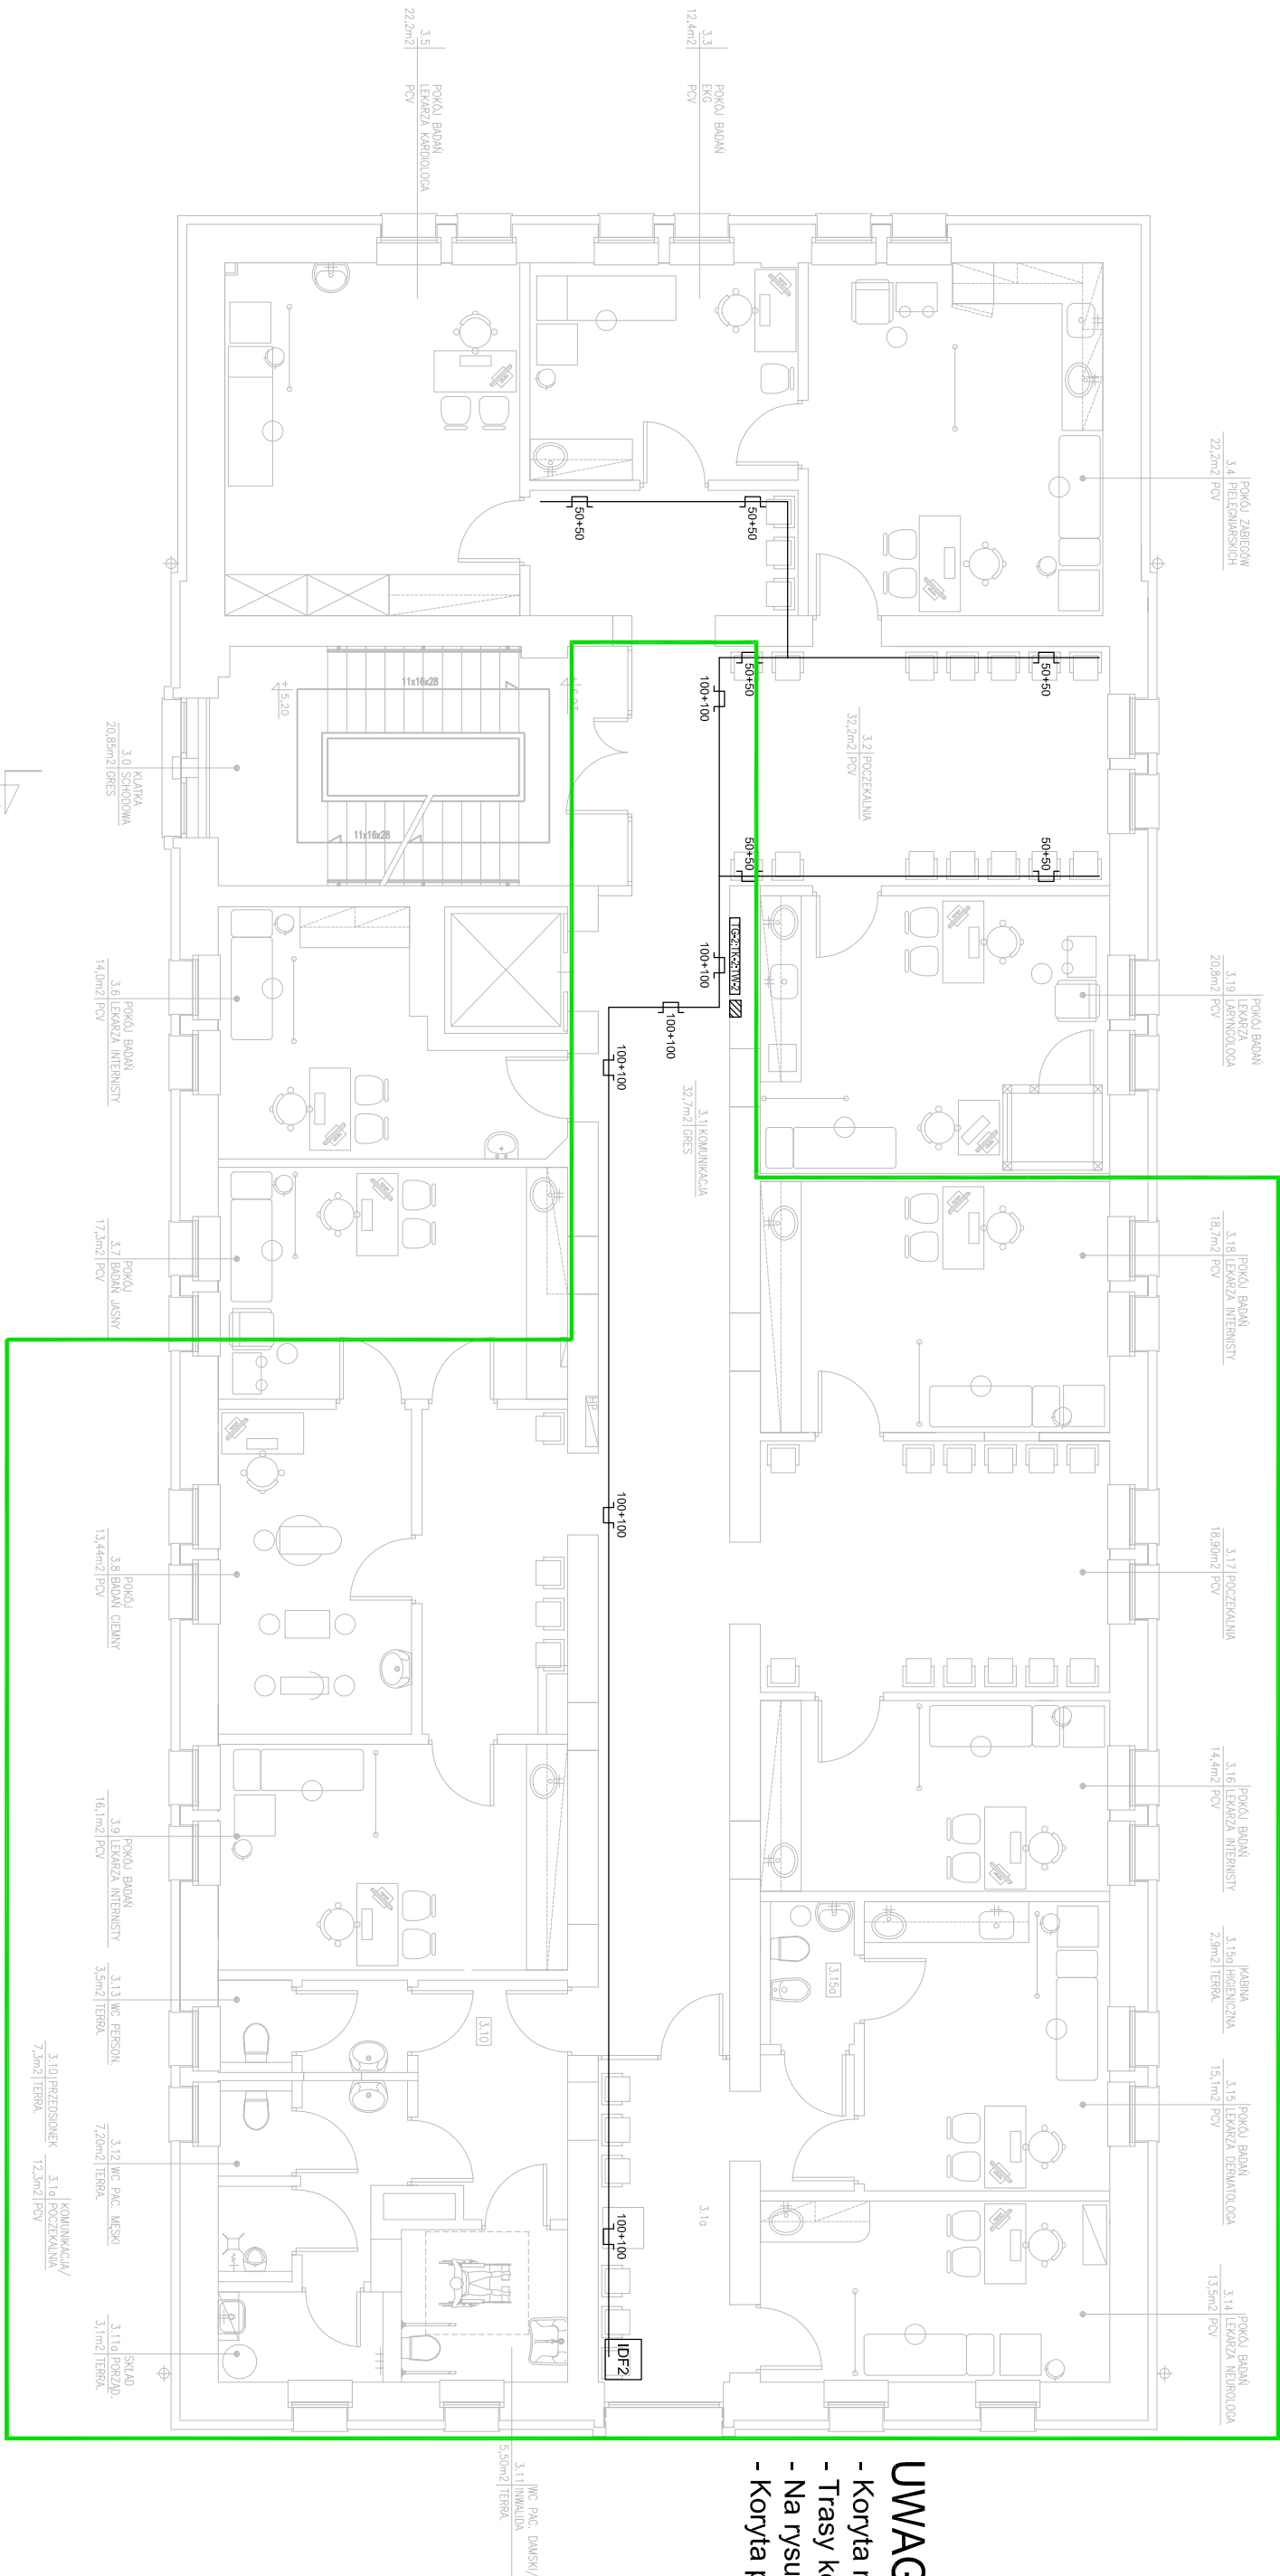 3.5
POKÓJ BADAŃ
LEKARZA KARDIOLOGA
22,2m2 PCV
3.3
POKÓJ BADAŃ
EKG
12,4m2 PCV
POKÓJ ZABIEGÓW
3.4 PIELĘGNIARSKICH
22,2m2 PCV
50+50
50+50
50+50
50+50
100+100
3.2 POCZEKALNIA
32,2m2 PCV
50+50
50+50
100+100
TG-2;TK-2;TW-2
100+100
100+100
3.1 KOMUNIKACJA
32,7m2 GRES
11x16x28
11x16x28
+5,20
KLATKA
3.0 SCHODOWA
20,85m2 GRES
POKÓJ BADAŃ
LEKARZA
3.19 LARYNGOLOGA
20,8m2 PCV
POKÓJ BADAŃ
3.6 LEKARZA INTERNISTY
14,0m2 PCV
POKÓJ
3.7 BADAŃ JASNY
17,3m2 PCV
POKÓJ BADAŃ
3.18 LEKARZA INTERNISTY
18,7m2 PCV
100+100
POKÓJ
3.8 BADAŃ CIEMNY
13,44m2 PCV
3.17 POCZEKALNIA
18,90m2 PCV
POKÓJ BADAŃ
3.9 LEKARZA INTERNISTY
16,1m2 PCV
POKÓJ BADAŃ
3.16 LEKARZA INTERNISTY
14,4m2 PCV
KABINA
3.15a HIGIENICZNA
2,9m2 TERRA.
3.15a
3.10
3.13 WC PERSON.
3,5m2 TERRA.
3.10 PRZEDSIONEK
7,3m2 TERRA.
POKÓJ BADAŃ
3.15 LEKARZA DERMATOLOGA
15,1m2 PCV
3.12 WC PAC. MĘSKI
7,20m2 TERRA.
KOMUNIKACJA/
3.1a POCZEKALNIA
12,3m2 PCV
3.1a
100+100
IDF2
POKÓJ BADAŃ
3.14 LEKARZA NEUROLOGA
13,5m2 PCV
SKŁAD
3.11a PORZĄD.
3,1m2 TERRA.
WC PAC. DAMSKI/
3.11 INWALIDA
5,50m2 TERRA.
UWAG
- Koryta
- Trasy
- Na rysu
- Koryta